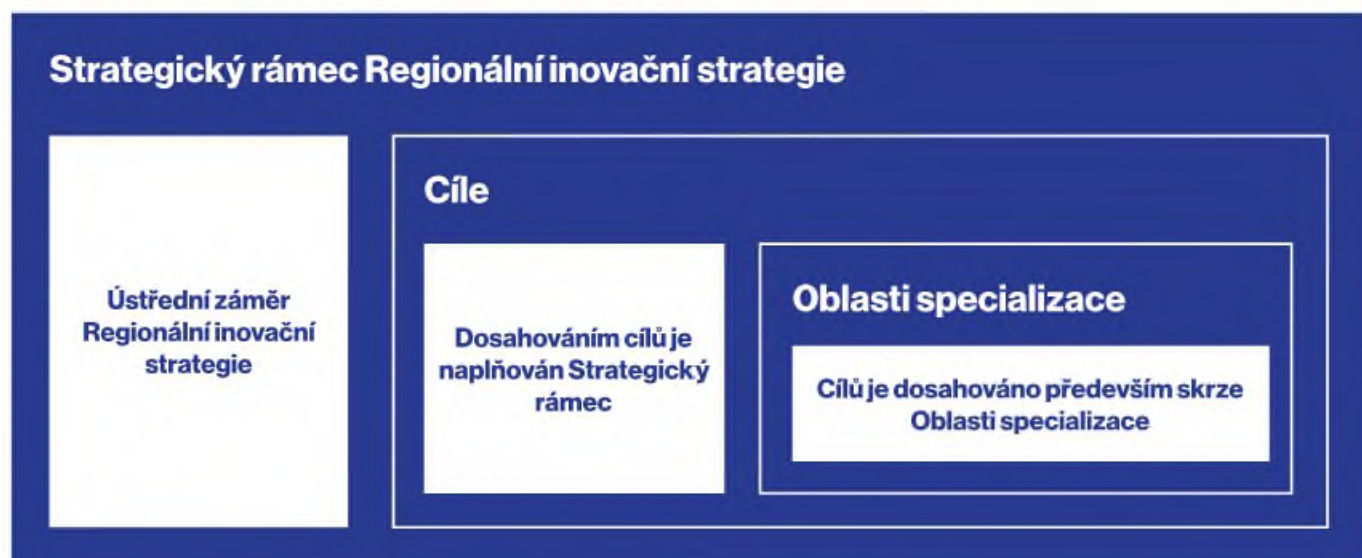 Strategický rámec Regionální inovační strategie
Ústřední záměr
Regionální inovační
strategie
Cíle
Dosahováním cílů je
naplňován Strategický
rámec
Oblasti specializace
Cílů je dosahováno především skrze
Oblasti specializace